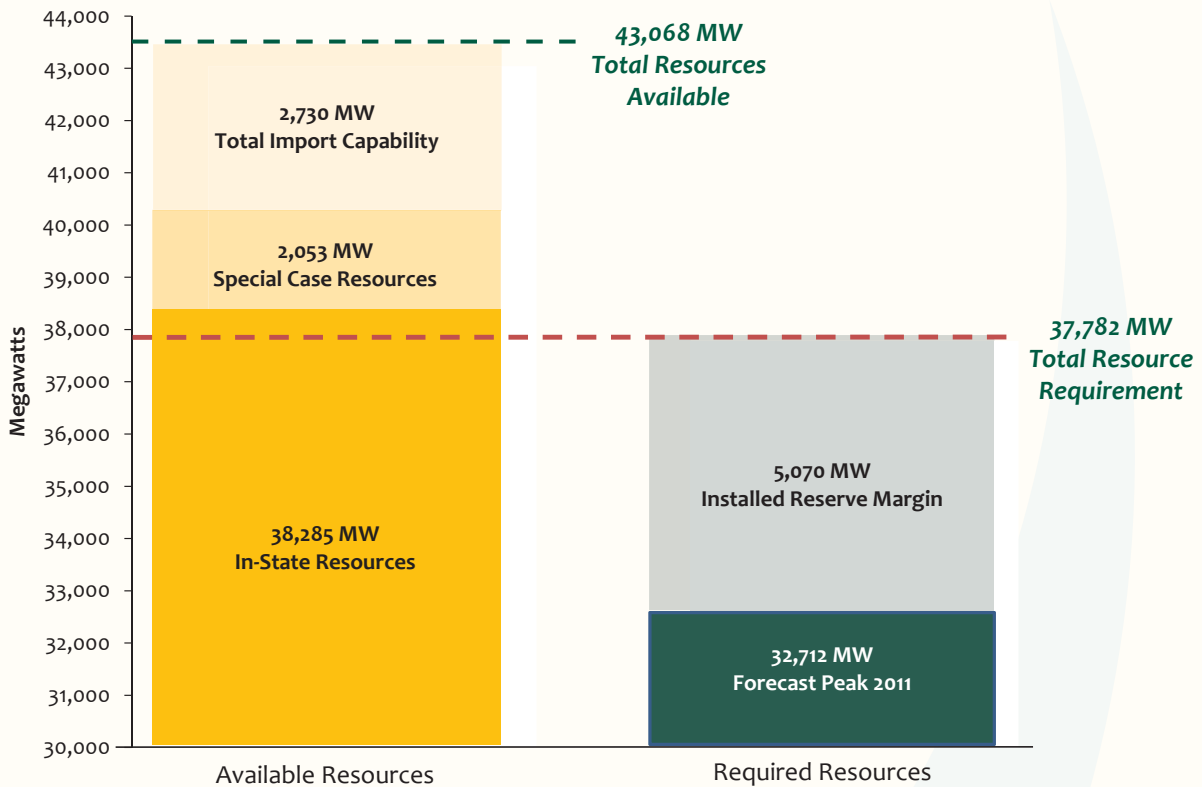 44,000
43,000
42,000
41,000
40,000
39,000
38,000
37,000
36,000
35,000
34,000
33,000
32,000
31,000
30,000
Megawatts
43,068 MW
Total Resources
Available
2,730 MW
Total Import Capability
2,053 MW
Special Case Resources
38,285 MW
In-State Resources
37,782 MW
Total Resource
Requirement
5,070 MW
Installed Reserve Margin
32,712 MW
Forecast Peak 2011
Available Resources
Required Resources